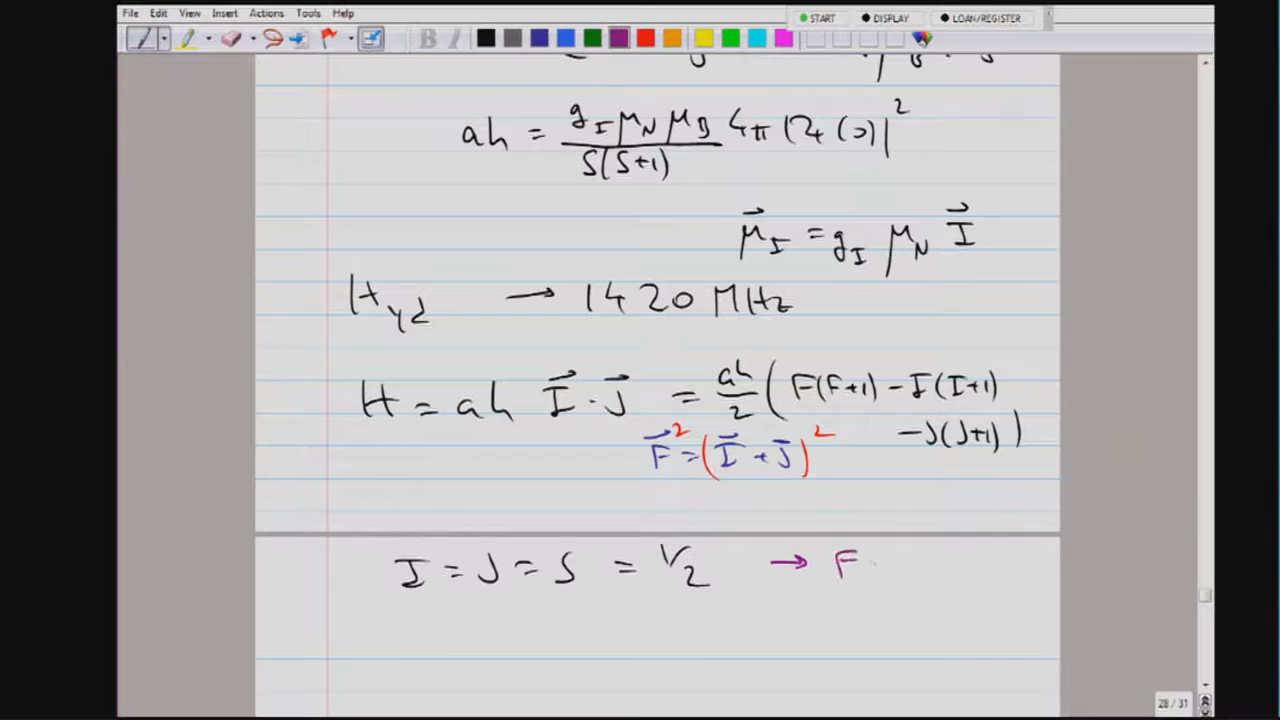 File Edit View Insert Actions Tools Help
START DISPLAY LOAN/REGISTER
B I
ah = g_I μ_N μ_B / S(S+1) 4π |Ψ(0)|²
μ⃗_I = g_I μ_N I⃗
Hyd → 1420 MHz
H = ah I⃗ · J⃗ = ah/2 ( F(F+1) - I(I+1)
- J(J+1) )
F⃗² = (I⃗ + J⃗)²
I = J = S = 1/2 → F
28 / 31